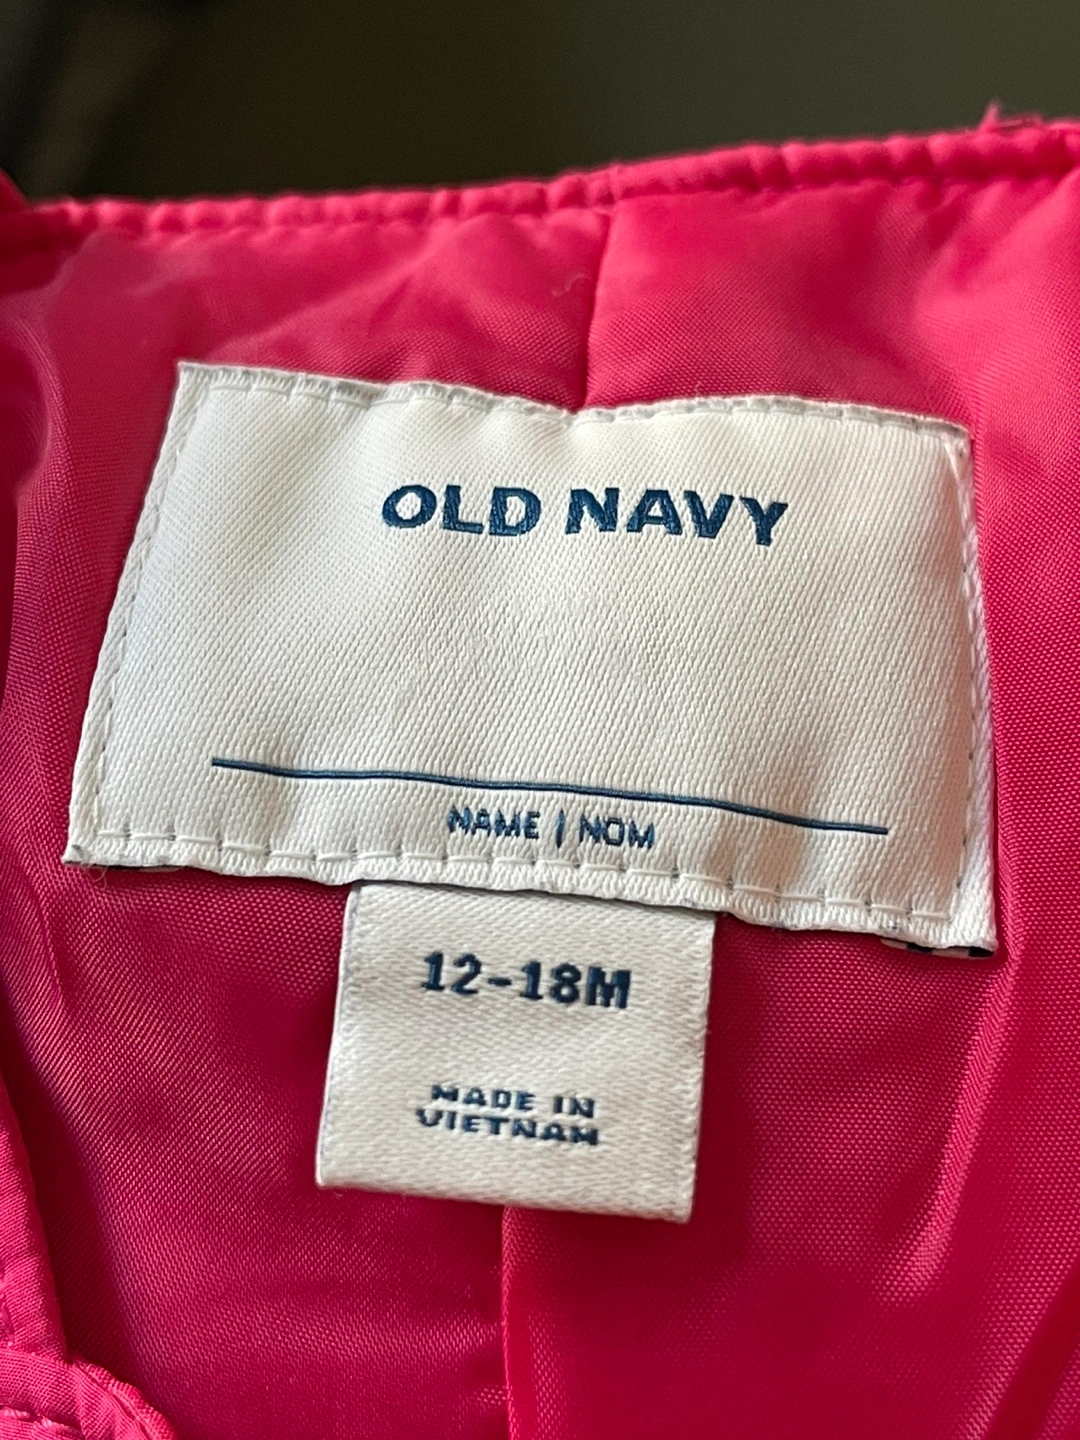 OLD NAVY
NAME | NOM
12-18M
MADE IN
VIETNAM